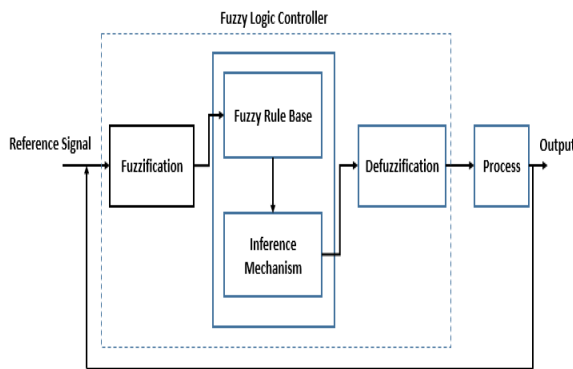 Fuzzy Logic Controller
Reference Signal
Fuzzification
Fuzzy Rule Base
Inference
Mechanism
Defuzzification
Process
Output